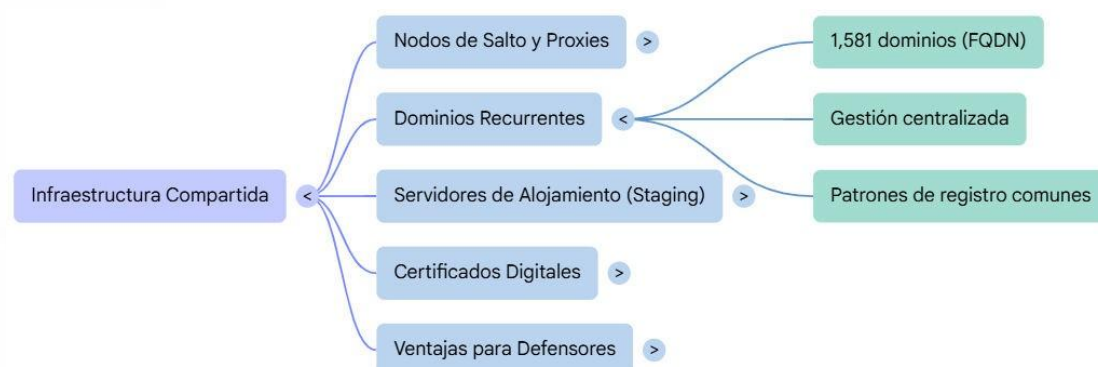 Infraestructura Compartida
<
Nodos de Salto y Proxies
>
Dominios Recurrentes
<
1,581 dominios (FQDN)
Gestión centralizada
Patrones de registro comunes
Servidores de Alojamiento (Staging)
>
Certificados Digitales
>
Ventajas para Defensores
>